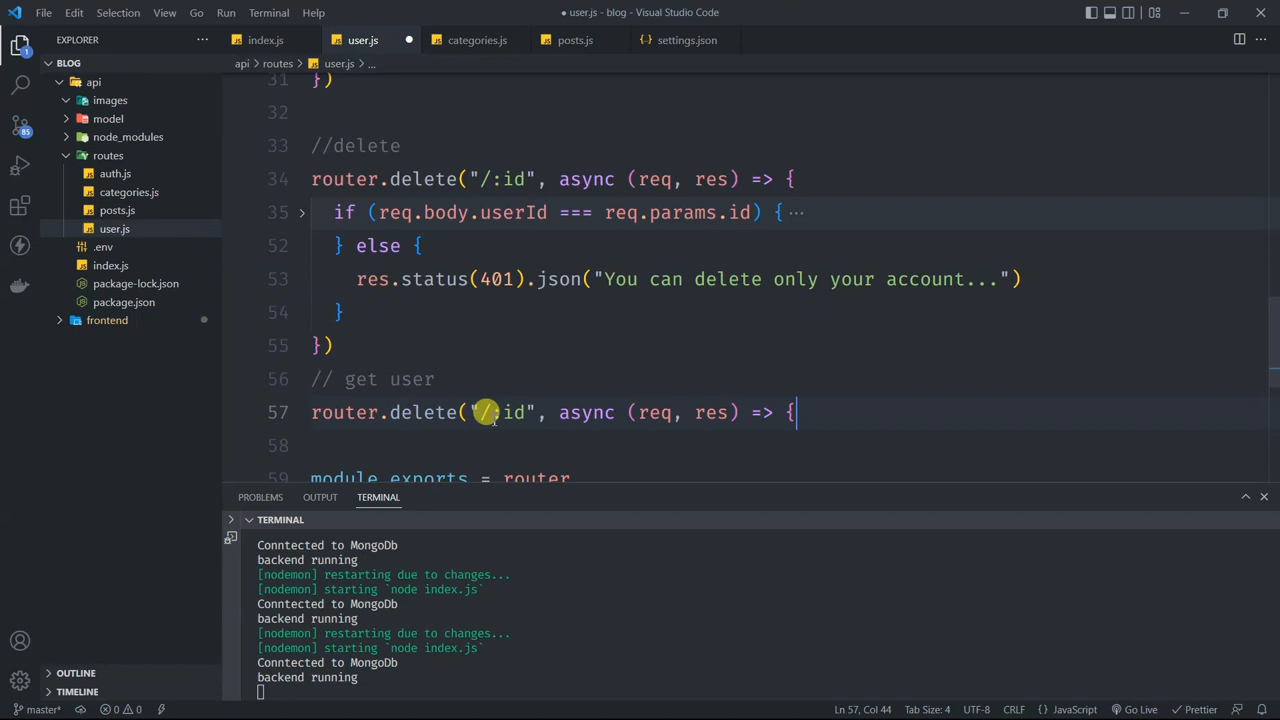 File Edit Selection View Go Run Terminal Help
● user.js - blog - Visual Studio Code
EXPLORER ...
index.js user.js ● categories.js posts.js settings.json
BLOG
api > routes > user.js > ...
api
images
model
node_modules
routes
auth.js
categories.js
posts.js
user.js
.env
index.js
package-lock.json
package.json
frontend
OUTLINE
TIMELINE
1
85
31 })
32
33 //delete
34 router.delete("/:id", async (req, res) => {
35 if (req.body.userId === req.params.id) { ...
52 } else {
53 res.status(401).json("You can delete only your account...")
54 }
55 })
56 // get user
57 router.delete("/:id", async (req, res) => {
58
59 module.exports = router
PROBLEMS OUTPUT TERMINAL
TERMINAL
Conntected to MongoDb
backend running
[nodemon] restarting due to changes...
[nodemon] starting `node index.js`
Conntected to MongoDb
backend running
[nodemon] restarting due to changes...
[nodemon] starting `node index.js`
Conntected to MongoDb
backend running
master* 0 0 Ln 57, Col 44 Tab Size: 4 UTF-8 CRLF {} JavaScript Go Live Prettier